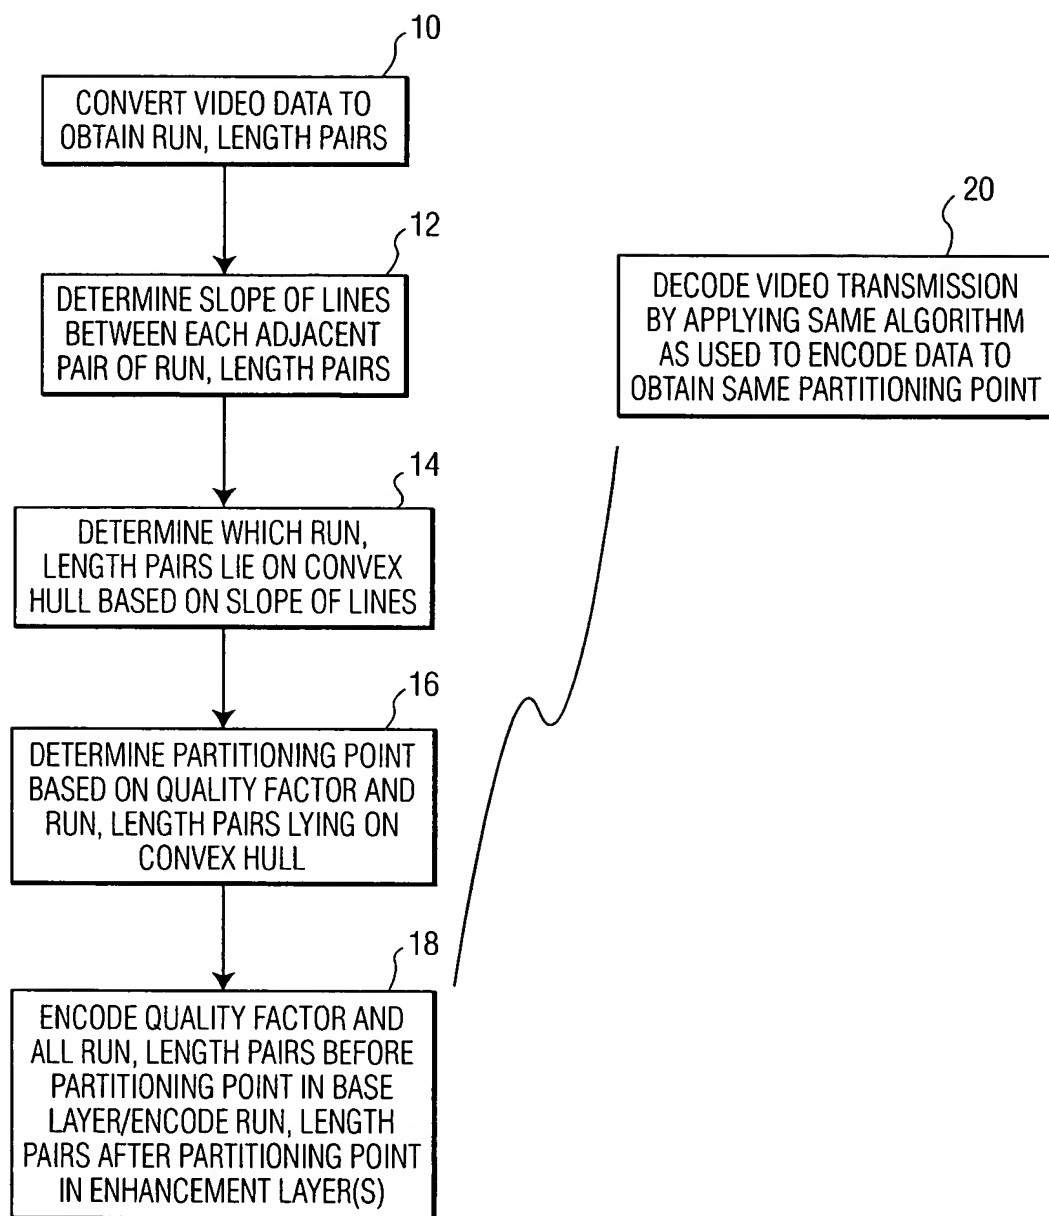 10
CONVERT VIDEO DATA TO
OBTAIN RUN, LENGTH PAIRS
12
DETERMINE SLOPE OF LINES
BETWEEN EACH ADJACENT
PAIR OF RUN, LENGTH PAIRS
14
DETERMINE WHICH RUN,
LENGTH PAIRS LIE ON CONVEX
HULL BASED ON SLOPE OF LINES
16
DETERMINE PARTITIONING POINT
BASED ON QUALITY FACTOR AND
RUN, LENGTH PAIRS LYING ON
CONVEX HULL
18
ENCODE QUALITY FACTOR AND
ALL RUN, LENGTH PAIRS BEFORE
PARTITIONING POINT IN BASE
LAYER/ENCODE RUN, LENGTH
PAIRS AFTER PARTITIONING POINT
IN ENHANCEMENT LAYER(S)
20
DECODE VIDEO TRANSMISSION
BY APPLYING SAME ALGORITHM
AS USED TO ENCODE DATA TO
OBTAIN SAME PARTITIONING POINT